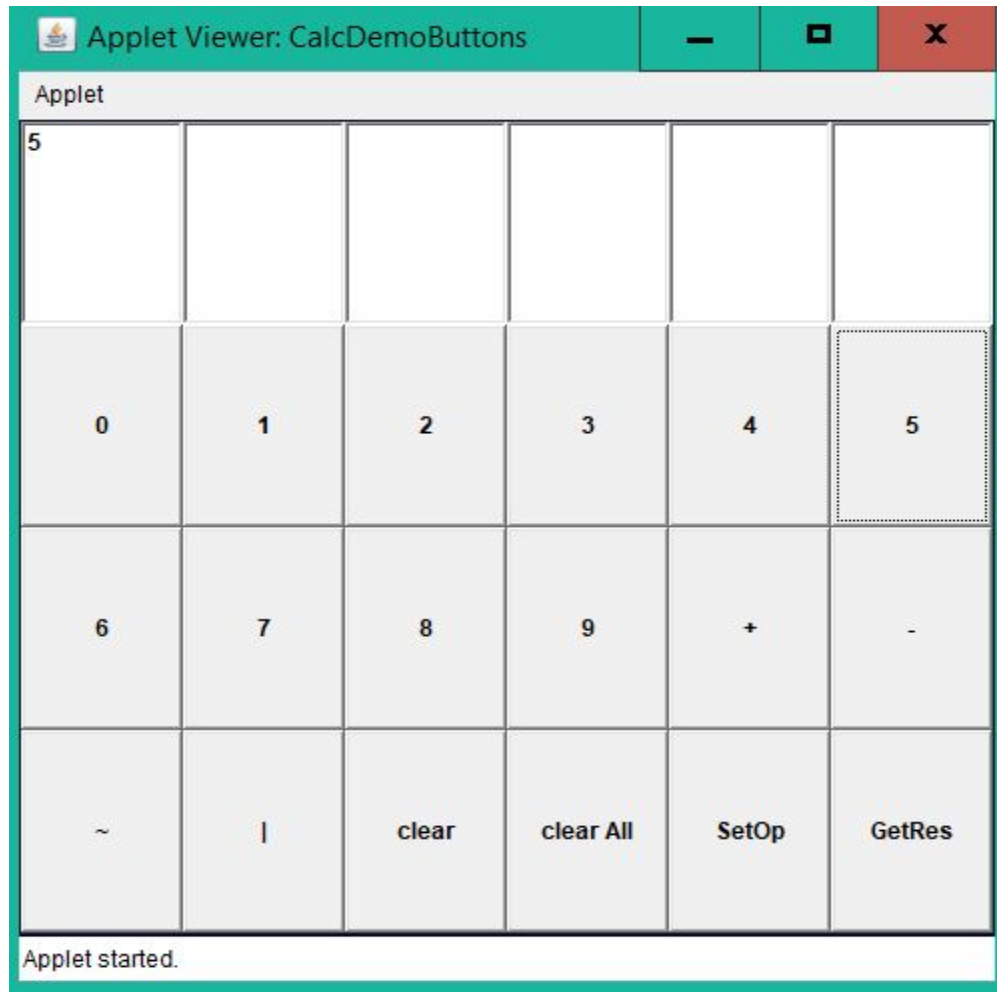 Applet Viewer: CalcDemoButtons
Applet
5
0 1 2 3 4 5
6 7 8 9 + -
~ | clear clear All SetOp GetRes
Applet started.